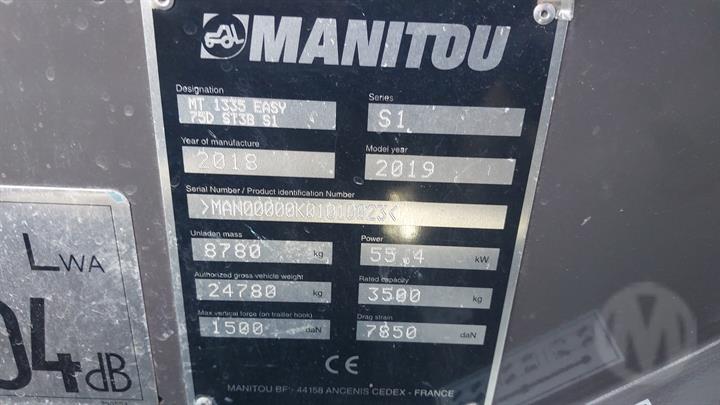 MANITOU
Designation
MT 1335 EASY
75D ST3B S1
Series
S1
Year of manufacture
2018
Model year
2019
Serial Number / Product identification Number
>MAN00000KQ1010023<
Unladen mass
8780 kg
Power
55,4 kW
Authorized gross vehicle weight
24780 kg
Rated capacity
3500 kg
Max vertical force (on trailler hook)
1500 daN
Drag strain
7850 daN
CE
MANITOU BF - 44158 ANCENIS CEDEX - FRANCE
LWA
04 dB
M